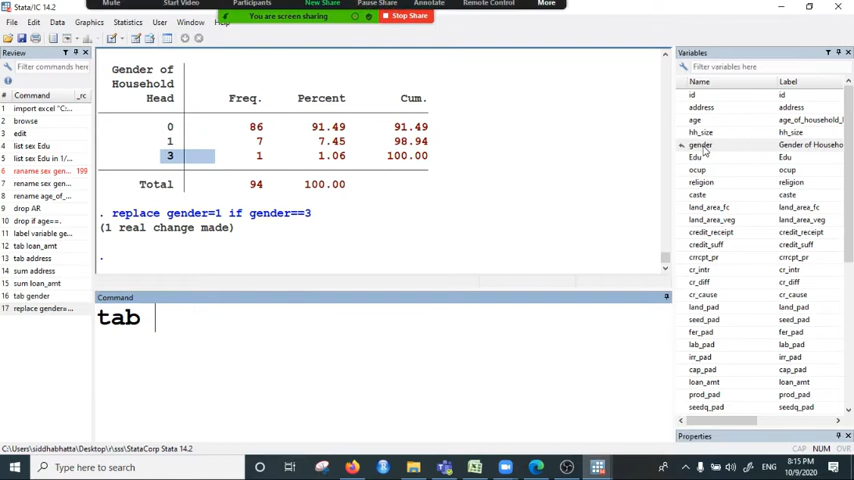 Mute
Start Video
Participants
New Share
Pause Share
Annotate
Remote Control
More
Stata/IC 14.2
You are screen sharing
Stop Share
File Edit Data Graphics Statistics User Window Help
Review
Filter commands here
# Command _rc
1 import excel "C:...
2 browse
3 edit
4 list sex Edu
5 list sex Edu in 1/...
6 raname sex gen... 199
7 rename sex gen...
8 rename age_of...
9 drop AR
10 drop if age==.
11 label variable ge...
12 tab loan_amt
13 tab address
14 sum address
15 sum loan_amt
16 tab gender
17 replace gender=...
Gender of
Household
Head Freq. Percent Cum.
0 86 91.49 91.49
1 7 7.45 98.94
3 1 1.06 100.00
Total 94 100.00
. replace gender=1 if gender==3
(1 real change made)
.
Command
tab
Variables
Filter variables here
Name Label
id id
address address
age age_of_household_
hh_size hh_size
gender Gender of Househo
Edu Edu
ocup ocup
religion religion
caste caste
land_area_fc land_area_fc
land_area_veg land_area_veg
credit_receipt credit_receipt
credit_suff credit_suff
crrcpt_pr crrcpt_pr
cr_intr cr_intr
cr_diff cr_diff
cr_cause cr_cause
land_pad land_pad
seed_pad seed_pad
fer_pad fer_pad
lab_pad lab_pad
irr_pad irr_pad
cap_pad cap_pad
loan_amt loan_amt
prod_pad prod_pad
seedq_pad seedq_pad
Properties
C:\Users\siddhabhatta\Desktop\r\sss\StataCorp Stata 14.2
CAP NUM OVR
Type here to search
ENG
8:15 PM
10/9/2020